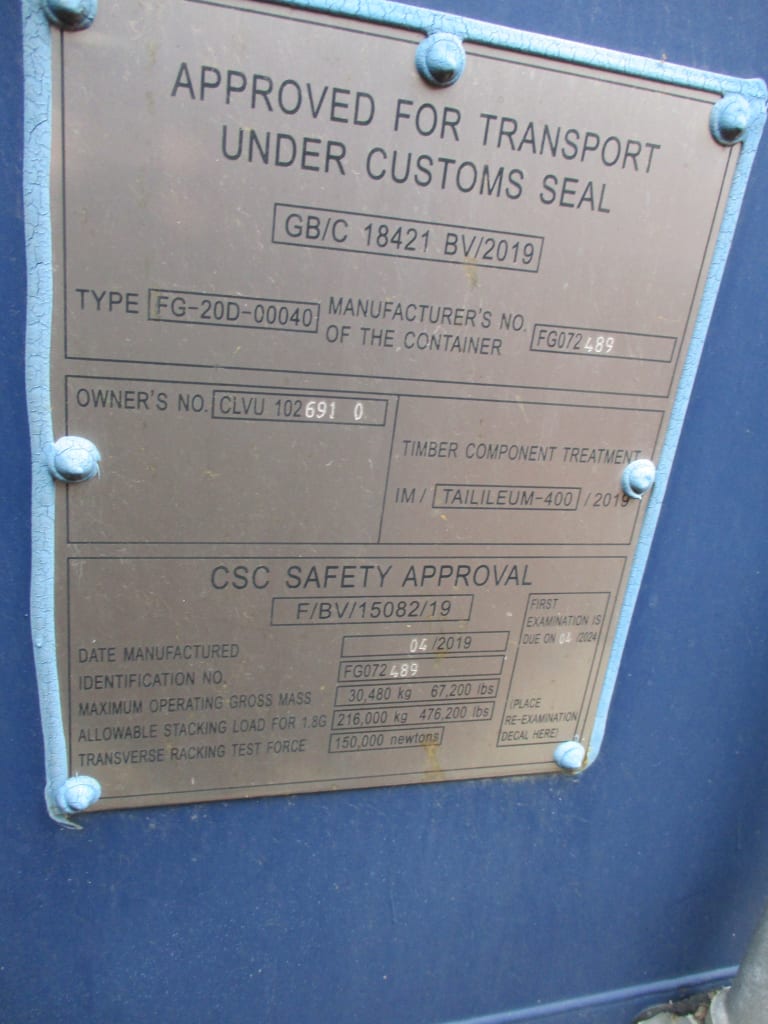 APPROVED FOR TRANSPORT
UNDER CUSTOMS SEAL
GB/C 18421 BV/2019
TYPE FG-20D-00040 MANUFACTURER'S NO. OF THE CONTAINER FG072489
OWNER'S NO. CLVU 102691 0
TIMBER COMPONENT TREATMENT
IM / TAILILEUM-400 / 2019
CSC SAFETY APPROVAL
F/BV/15082/19
DATE MANUFACTURED 04/2019
IDENTIFICATION NO. FG072489
MAXIMUM OPERATING GROSS MASS 30,480 kg 67,200 lbs
ALLOWABLE STACKING LOAD FOR 1.8G 216,000 kg 476,200 lbs
TRANSVERSE RACKING TEST FORCE 150,000 newtons
FIRST
EXAMINATION IS
DUE ON 04 /2024
(PLACE
RE-EXAMINATION
DECAL HERE)